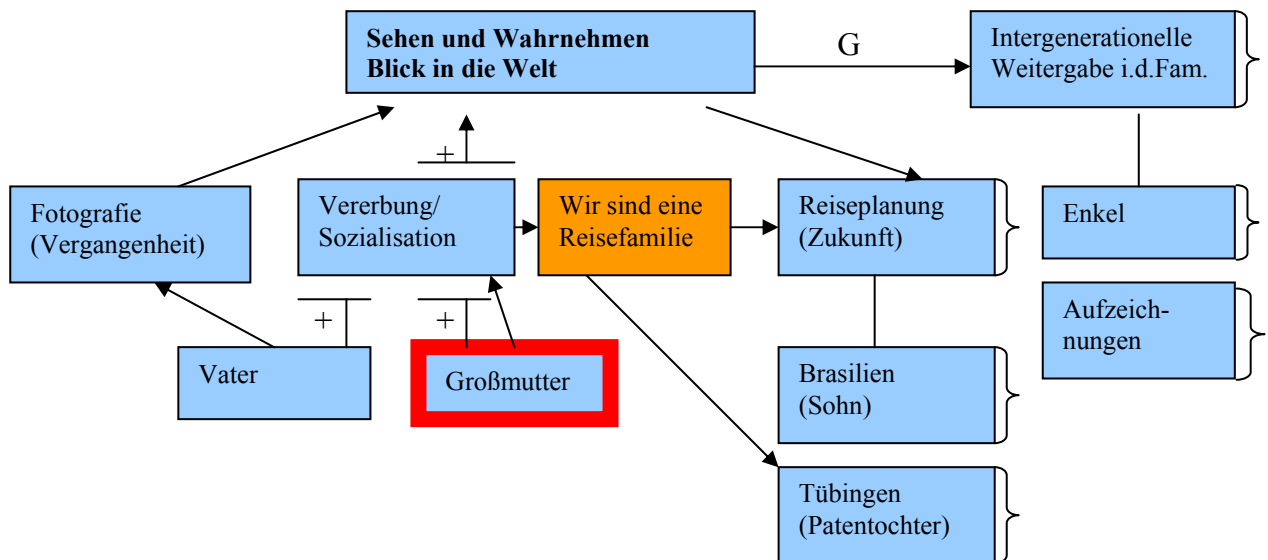 Sehen und Wahrnehmen
Blick in die Welt
G
Intergenerationelle
Weitergabe i.d.Fam.
+
Fotografie
(Vergangenheit)
Vererbung/
Sozialisation
Wir sind eine
Reisefamilie
Reiseplanung
(Zukunft)
Enkel
+
+
Aufzeich-
nungen
Vater
Großmutter
Brasilien
(Sohn)
Tübingen
(Patentochter)